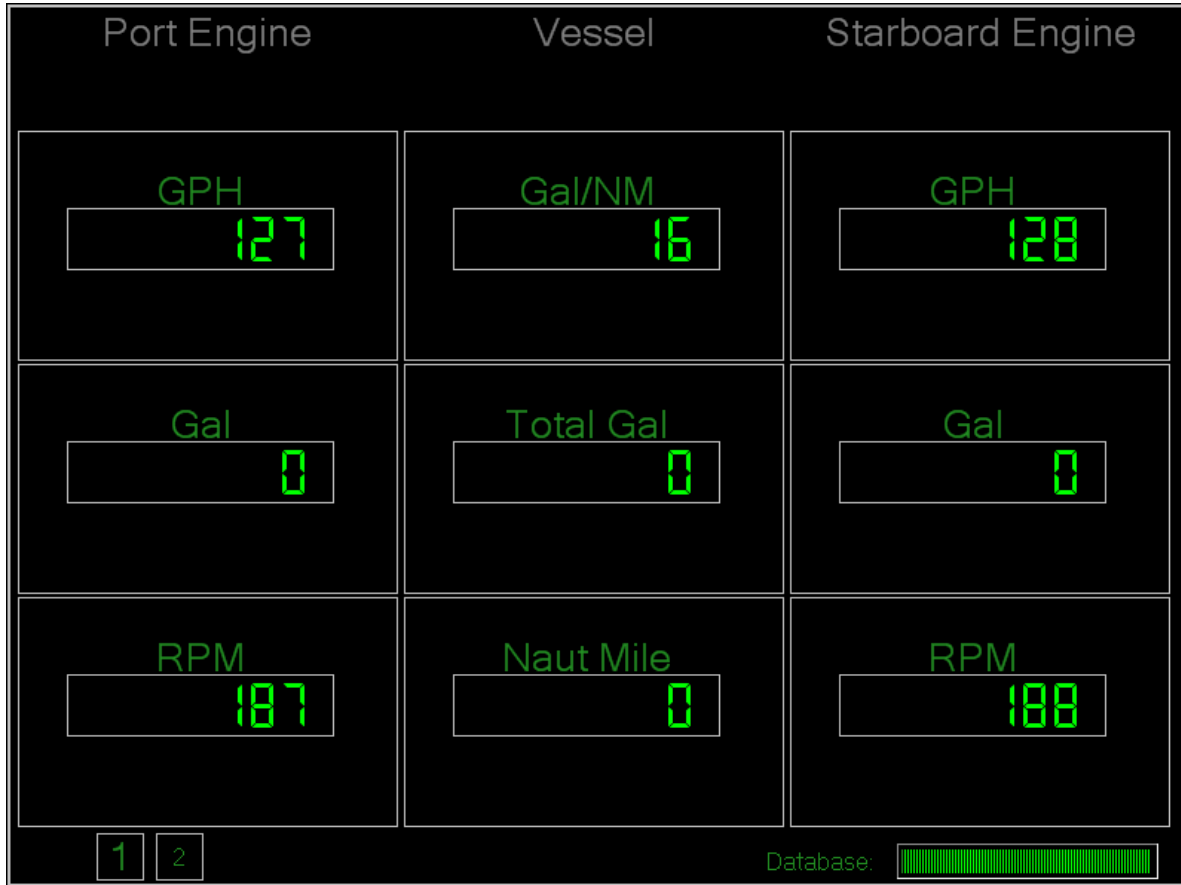 Port Engine Vessel Starboard Engine
GPH Gal/NM GPH
127 16 128
Gal Total Gal Gal
0 0 0
RPM Naut Mile RPM
187 0 188
1 2 Database: